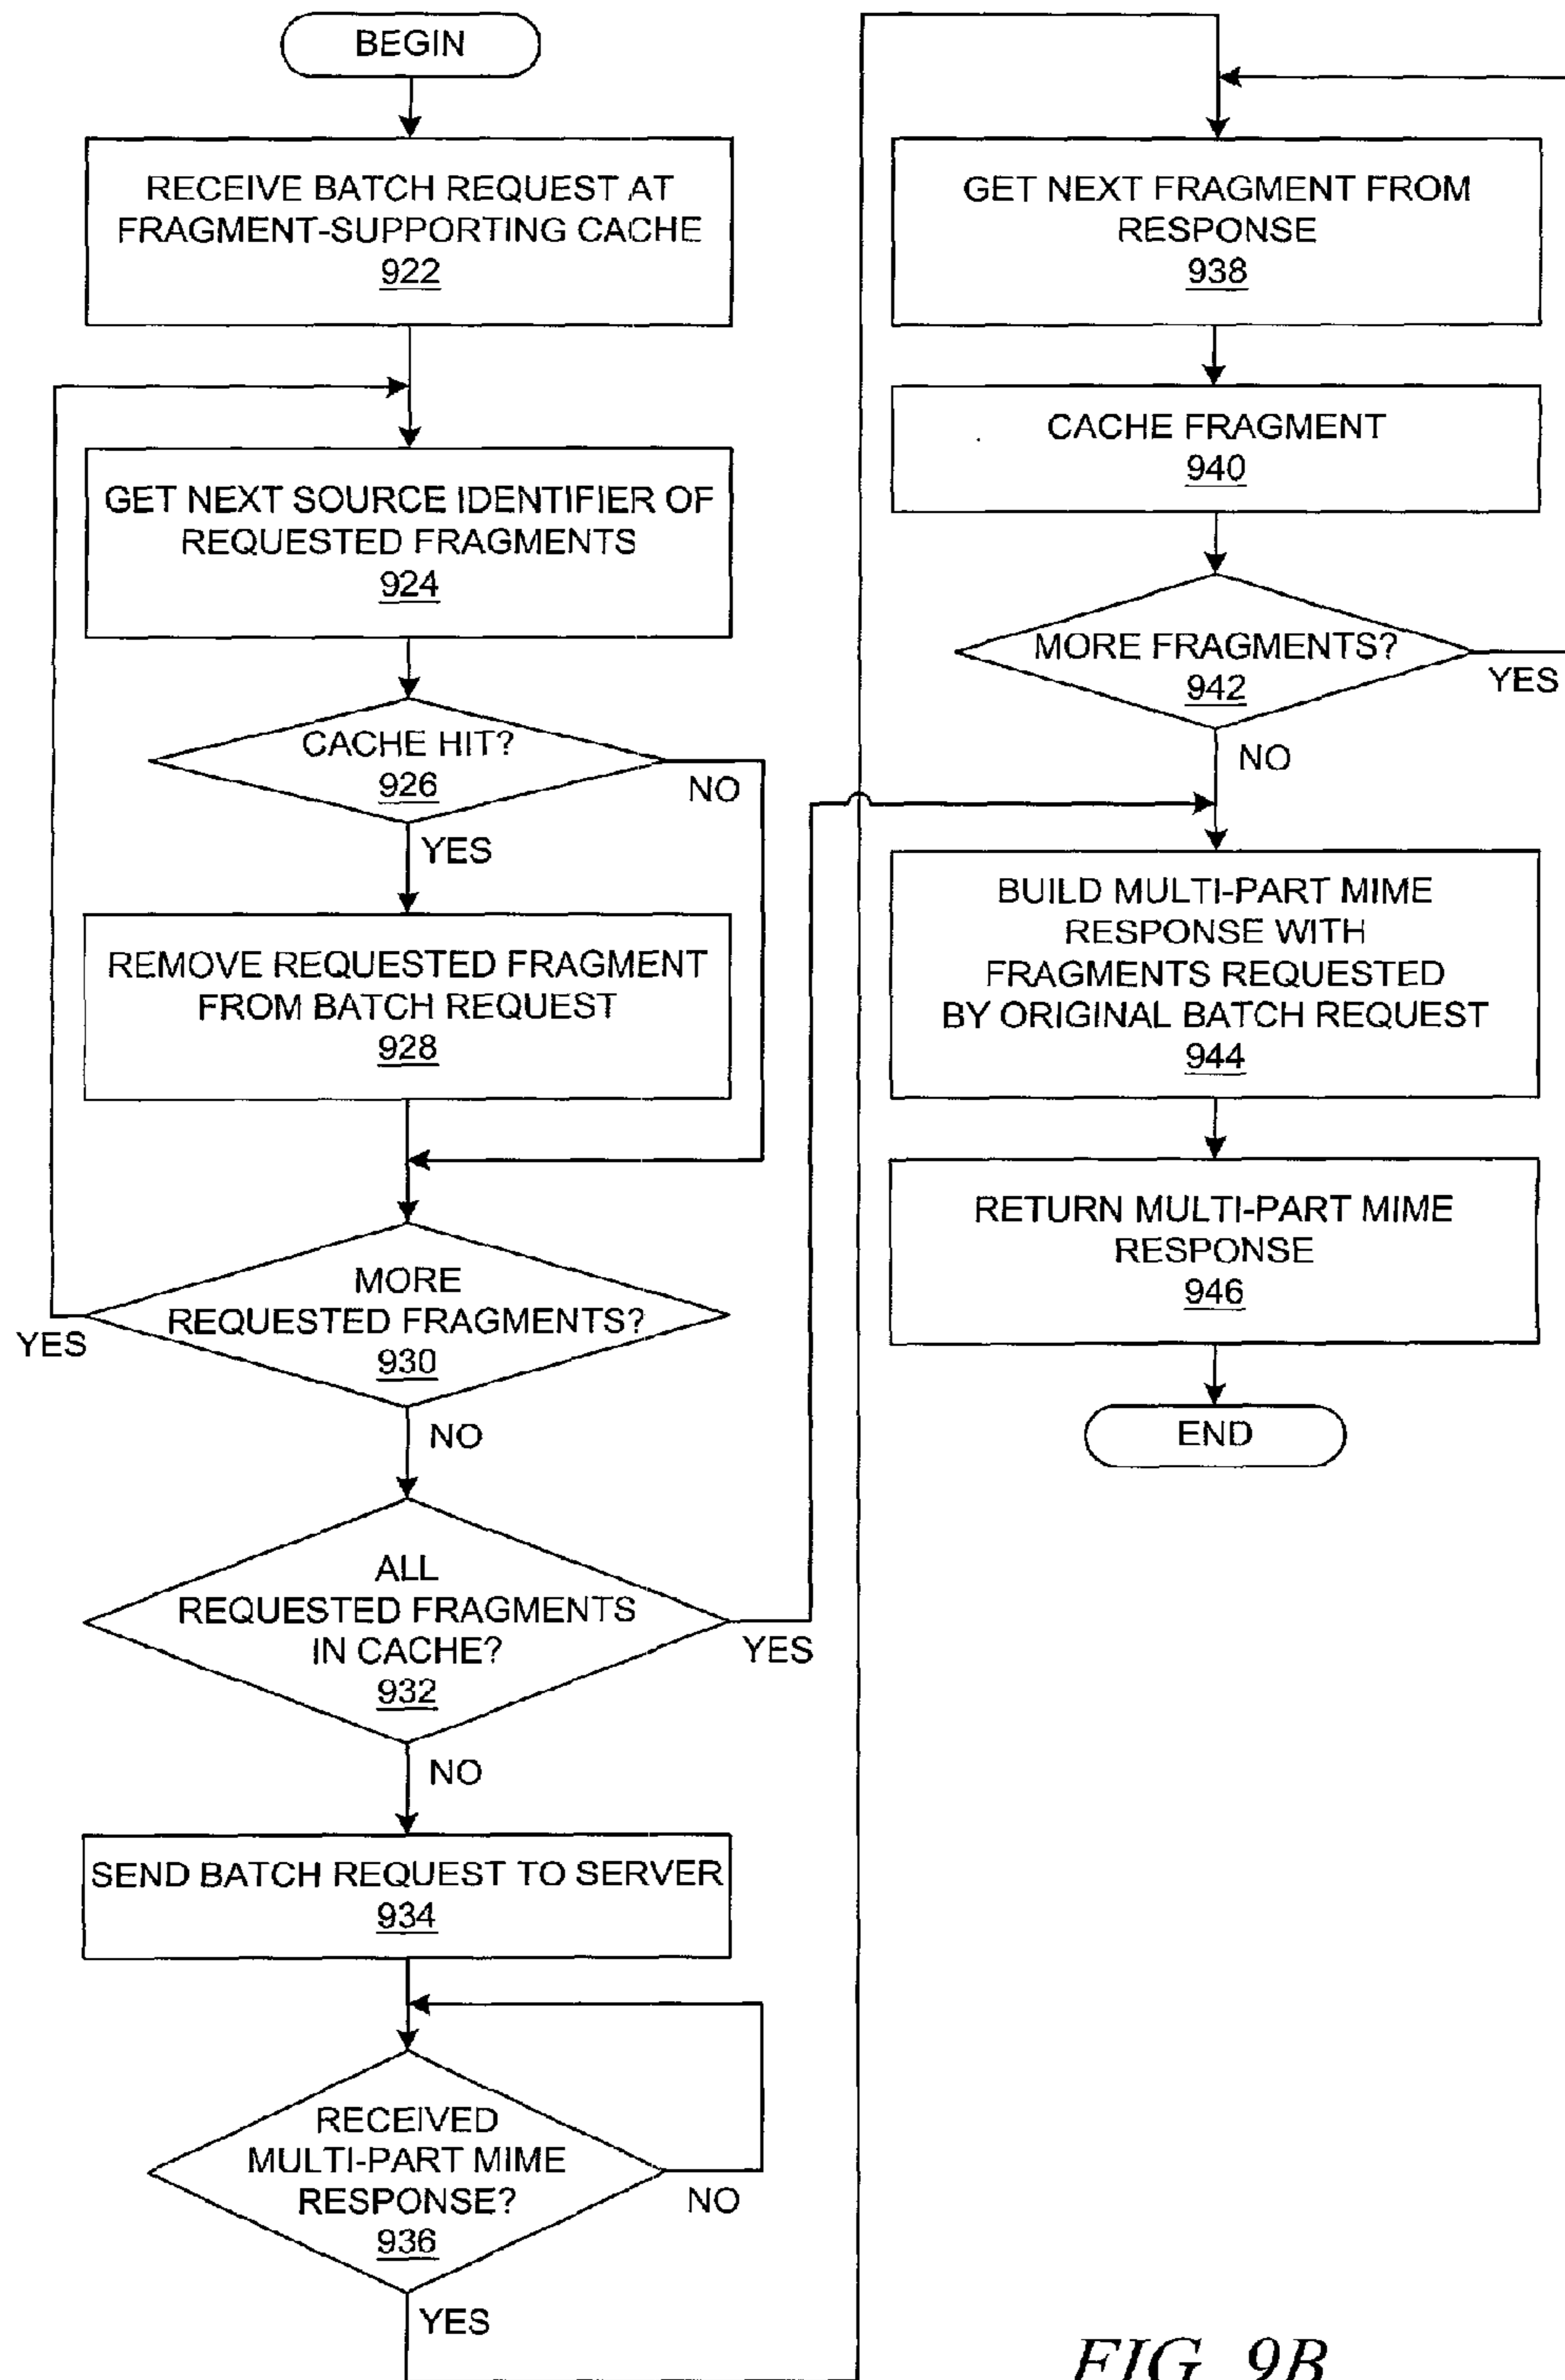 BEGIN
RECEIVE BATCH REQUEST AT
FRAGMENT-SUPPORTING CACHE
922
GET NEXT SOURCE IDENTIFIER OF
REQUESTED FRAGMENTS
924
CACHE HIT?
926
NO
YES
REMOVE REQUESTED FRAGMENT
FROM BATCH REQUEST
928
MORE
REQUESTED FRAGMENTS?
930
YES
NO
ALL
REQUESTED FRAGMENTS
IN CACHE?
932
YES
NO
SEND BATCH REQUEST TO SERVER
934
RECEIVED
MULTI-PART MIME
RESPONSE?
936
NO
YES
GET NEXT FRAGMENT FROM
RESPONSE
938
CACHE FRAGMENT
940
MORE FRAGMENTS?
942
YES
NO
BUILD MULTI-PART MIME
RESPONSE WITH
FRAGMENTS REQUESTED
BY ORIGINAL BATCH REQUEST
944
RETURN MULTI-PART MIME
RESPONSE
946
END
FIG. 9B